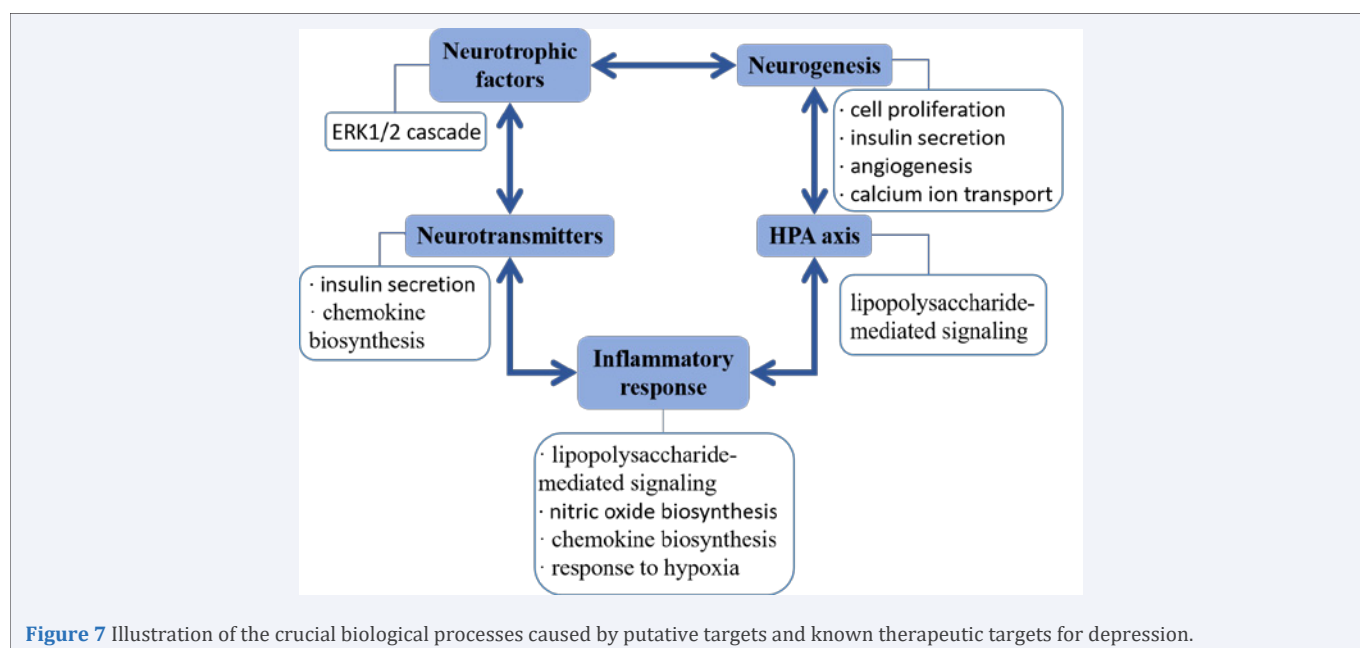 Neurotrophic
factors
Neurogenesis
ERK1/2 cascade
· cell proliferation
· insulin secretion
· angiogenesis
· calcium ion transport
Neurotransmitters
HPA axis
· insulin secretion
· chemokine
biosynthesis
lipopolysaccharide-
mediated signaling
Inflammatory
response
· lipopolysaccharide-
mediated signaling
· nitric oxide biosynthesis
· chemokine biosynthesis
· response to hypoxia
Figure 7 Illustration of the crucial biological processes caused by putative targets and known therapeutic targets for depression.